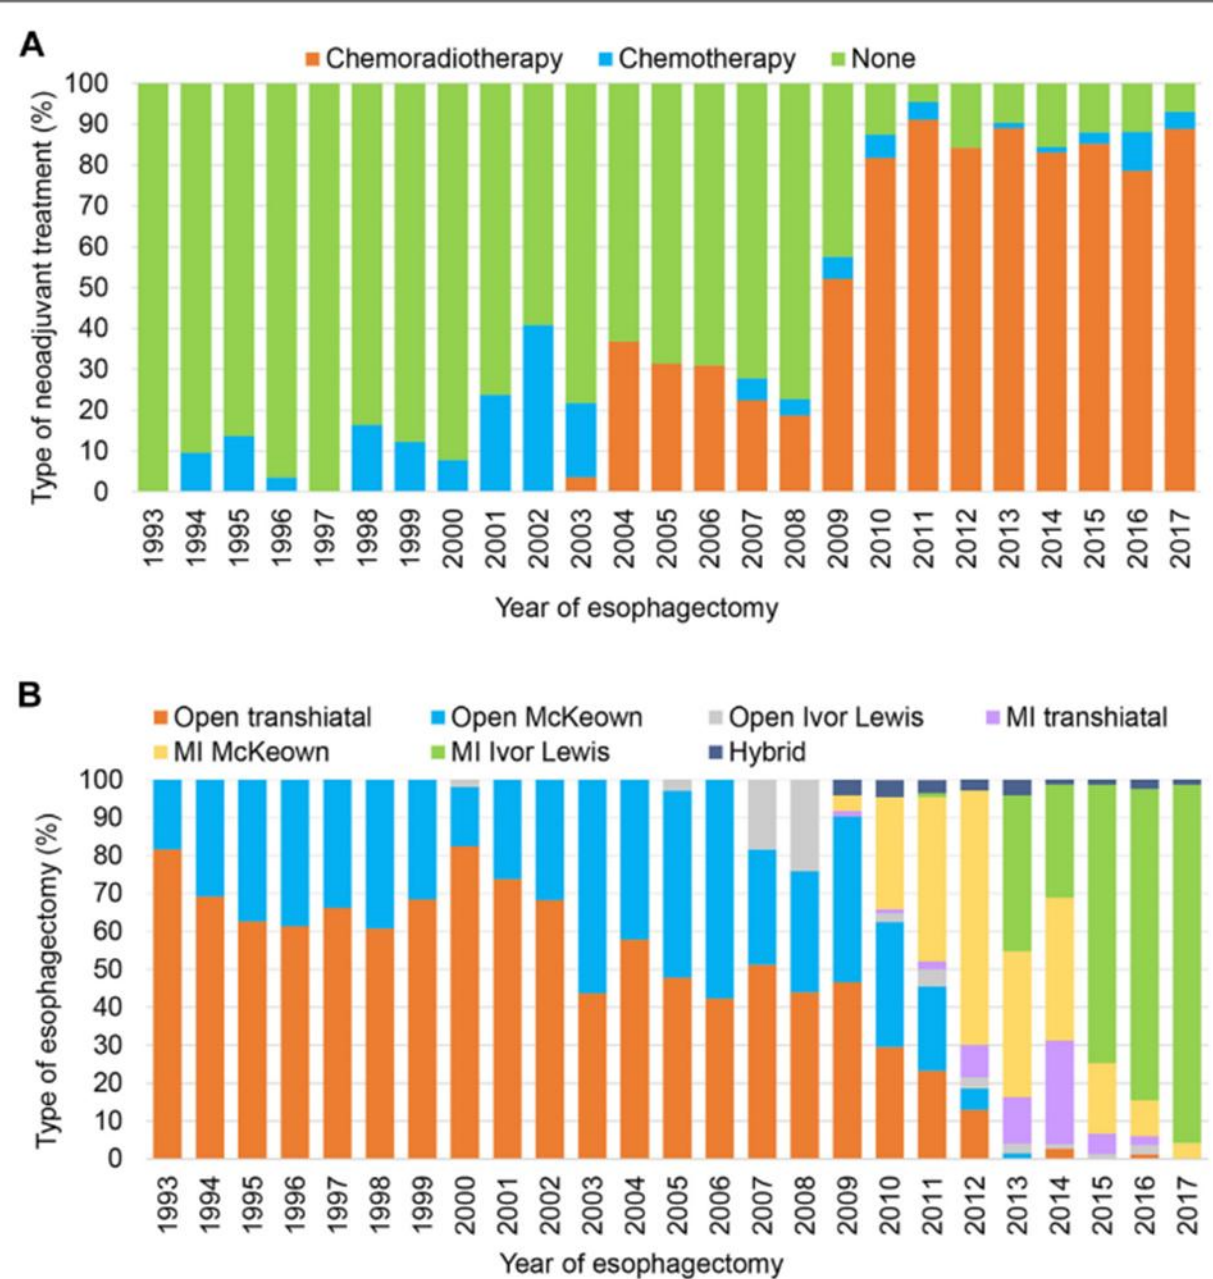 A
Chemoradiotherapy Chemotherapy None
Type of neoadjuvant treatment (%)
100
90
80
70
60
50
40
30
20
10
0
1993 1994 1995 1996 1997 1998 1999 2000 2001 2002 2003 2004 2005 2006 2007 2008 2009 2010 2011 2012 2013 2014 2015 2016 2017
Year of esophagectomy
B
Open transhiatal Open McKeown Open Ivor Lewis MI transhiatal
MI McKeown MI Ivor Lewis Hybrid
Type of esophagectomy (%)
100
90
80
70
60
50
40
30
20
10
0
1993 1994 1995 1996 1997 1998 1999 2000 2001 2002 2003 2004 2005 2006 2007 2008 2009 2010 2011 2012 2013 2014 2015 2016 2017
Year of esophagectomy